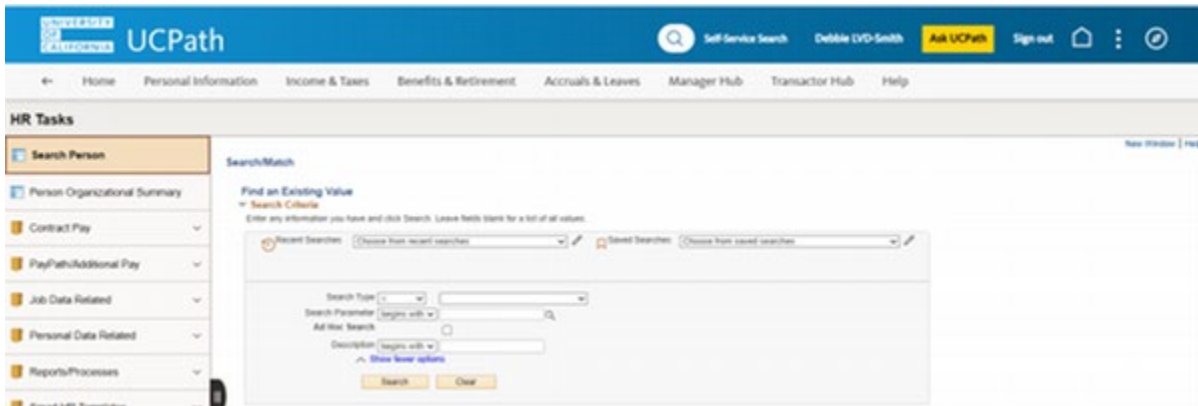 UNIVERSITY
OF
CALIFORNIA
UCPath
Self-Service Search
Debbie LVD-Smith
Ask UCPath
Sign out
Home
Personal Information
Income & Taxes
Benefits & Retirement
Accruals & Leaves
Manager Hub
Transactor Hub
Help
HR Tasks
Search Person
Person Organizational Summary
Contract Pay
PayPath/Additional Pay
Job Data Related
Personal Data Related
Reports/Processes
New Window | Hel
Search/Match
Find an Existing Value
Search Criteria
Enter any information you have and click Search. Leave fields blank for a list of all values.
Recent Searches Choose from recent searches
Saved Searches Choose from saved searches
Search Type =
Search Parameter begins with
Ad Hoc Search
Description begins with
Show fewer options
Search Clear